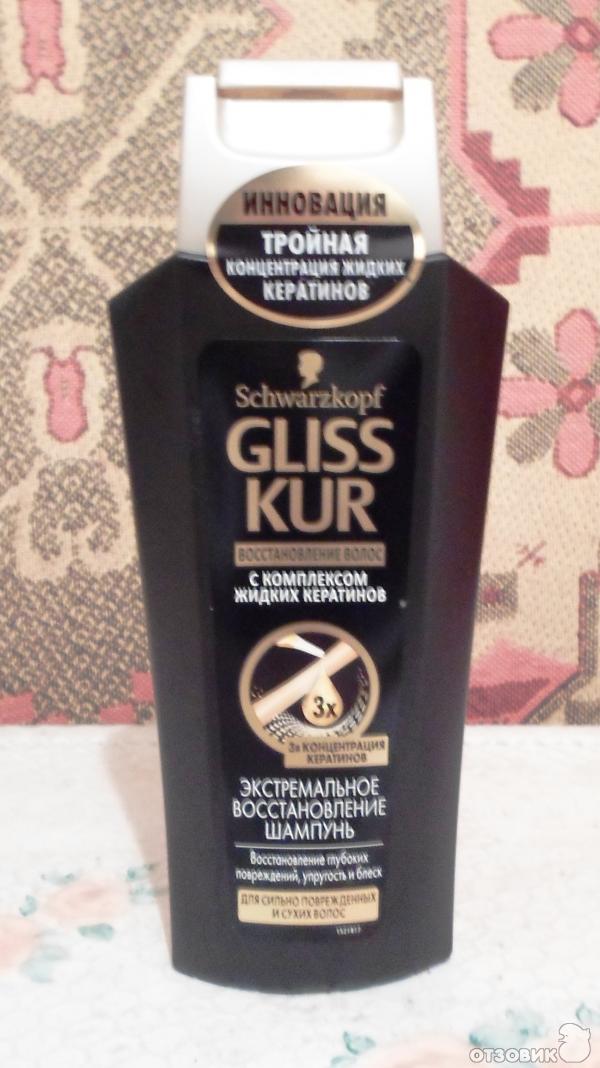 ИННОВАЦИЯ
ТРОЙНАЯ
КОНЦЕНТРАЦИЯ ЖИДКИХ
КЕРАТИНОВ
Schwarzkopf
GLISS
KUR
ВОССТАНОВЛЕНИЕ ВОЛОС
С КОМПЛЕКСОМ
ЖИДКИХ КЕРАТИНОВ
3x
3x КОНЦЕНТРАЦИЯ
КЕРАТИНОВ
ЭКСТРЕМАЛЬНОЕ
ВОССТАНОВЛЕНИЕ
ШАМПУНЬ
Восстановление глубоких
повреждений, упругость и блеск
ДЛЯ СИЛЬНО ПОВРЕЖДЕННЫХ
И СУХИХ ВОЛОС
ОТЗОВИК